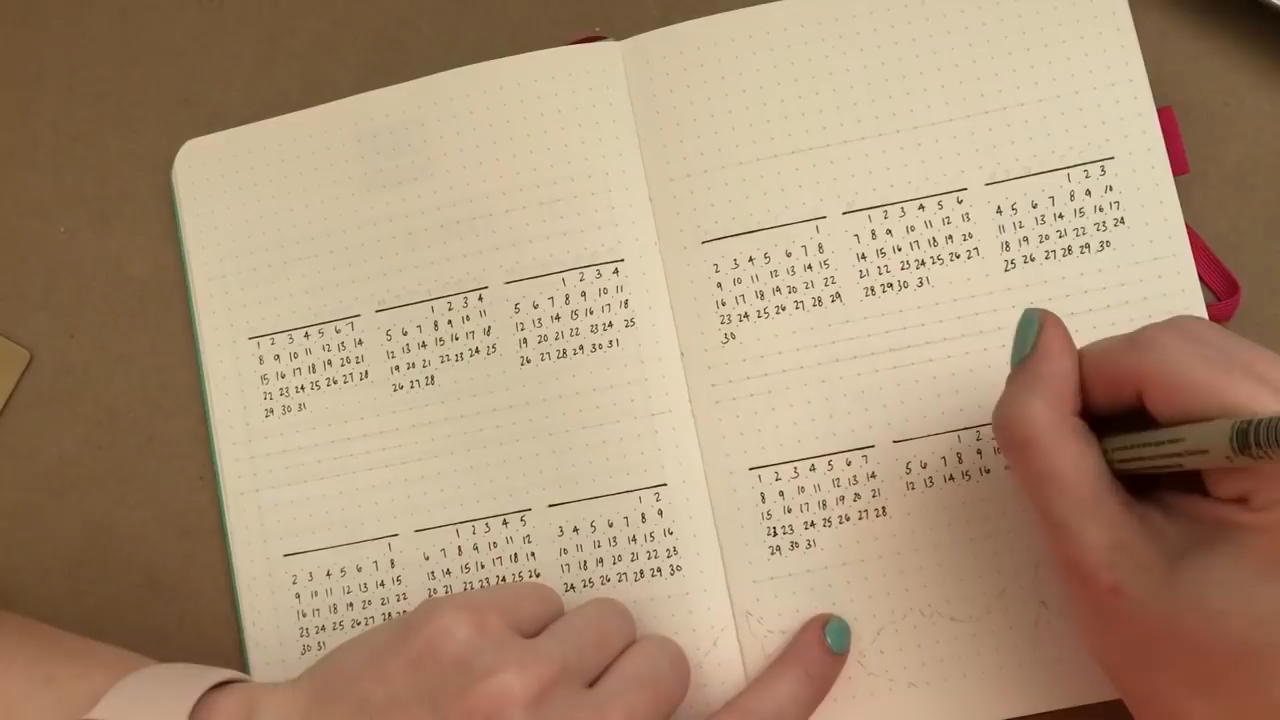 1 2 3 4 5 6 7
8 9 10 11 12 13 14
15 16 17 18 19 20 21
22 23 24 25 26 27 28
29 30 31
1 2 3 4
5 6 7 8 9 10 11
12 13 14 15 16 17 18
19 20 21 22 23 24 25
26 27 28
1 2 3 4
5 6 7 8 9 10 11
12 13 14 15 16 17 18
19 20 21 22 23 24 25
26 27 28 29 30 31
1
2 3 4 5 6 7 8
9 10 11 12 13 14 15
16 17 18 19 20 21 22
23 24 25 26 27 28
30 31
1 2 3 4 5
6 7 8 9 10 11 12
13 14 15 16 17 18 19
20 21 22 23 24 25 26
1 2
3 4 5 6 7 8 9
10 11 12 13 14 15 16
17 18 19 20 21 22 23
24 25 26 27 28 29 30
1
2 3 4 5 6 7 8
9 10 11 12 13 14 15
16 17 18 19 20 21 22
23 24 25 26 27 28 29
30
1 2 3 4 5 6
7 8 9 10 11 12 13
14 15 16 17 18 19 20
21 22 23 24 25 26 27
28 29 30 31
1 2 3
4 5 6 7 8 9 10
11 12 13 14 15 16 17
18 19 20 21 22 23 24
25 26 27 28 29 30
1 2 3 4 5 6 7
8 9 10 11 12 13 14
15 16 17 18 19 20 21
23 24 25 26 27 28
29 30 31
1 2
5 6 7 8 9
12 13 14 15 16